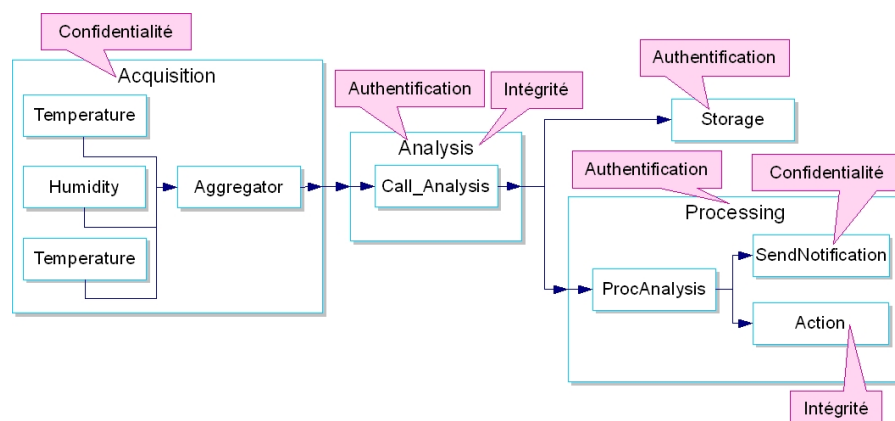 Confidentialité
Acquisition
Temperature
Humidity
Temperature
Aggregator
Authentification
Intégrité
Analysis
Call_Analysis
Authentification
Storage
Authentification
Confidentialité
Processing
ProcAnalysis
SendNotification
Action
Intégrité